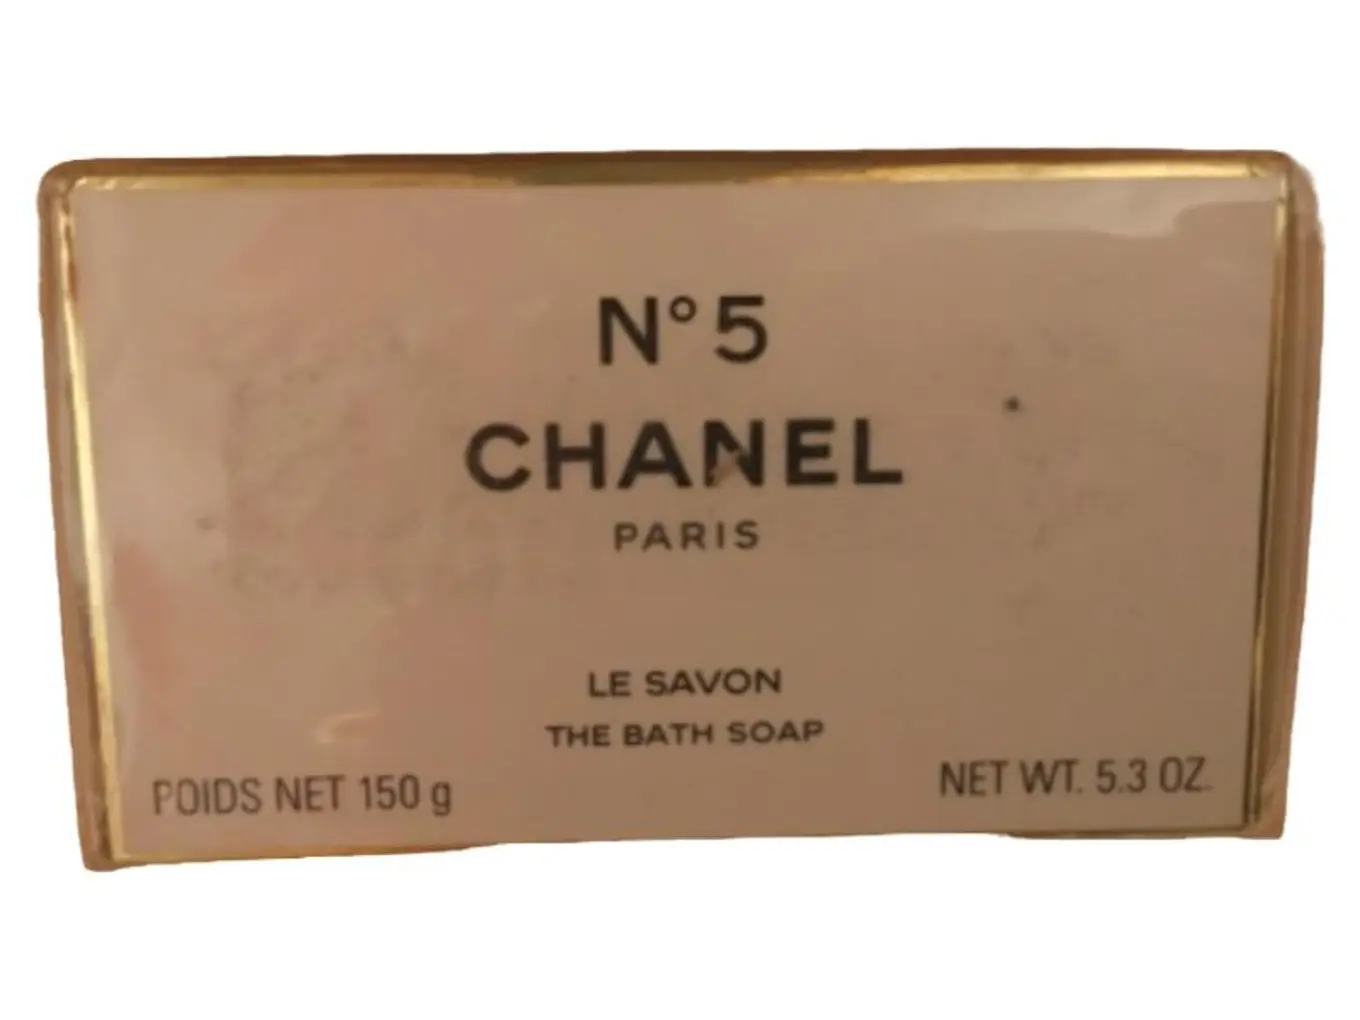 N°5
CHANEL
PARIS
LE SAVON
THE BATH SOAP
POIDS NET 150 g
NET WT. 5.3 OZ.